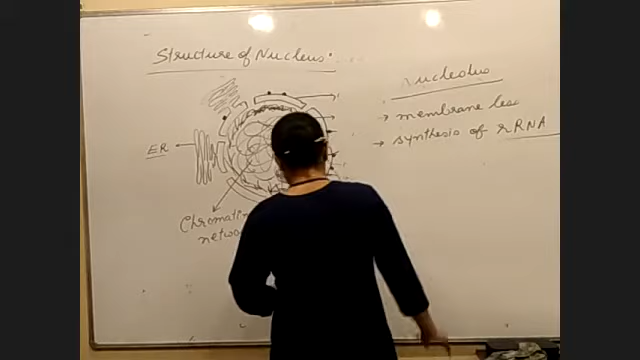 Structure of Nucleus
Nucleolus
→ membrane less
→ synthesis of rRNA
ER
Chromatin